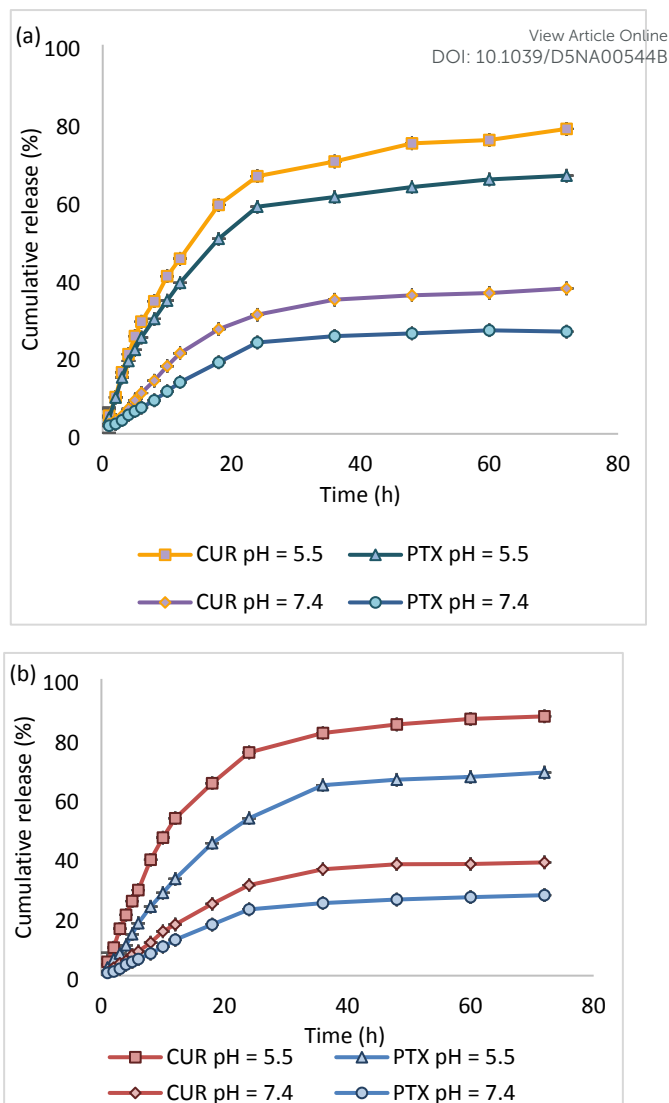 (a)
View Article Online
DOI: 10.1039/D5NA00544B
100
80
60
40
20
0
Cumulative release (%)
0 20 40 60 80
Time (h)
CUR pH = 5.5 PTX pH = 5.5
CUR pH = 7.4 PTX pH = 7.4
(b)
100
80
60
40
20
0
Cumulative release (%)
0 20 40 60 80
Time (h)
CUR pH = 5.5 PTX pH = 5.5
CUR pH = 7.4 PTX pH = 7.4